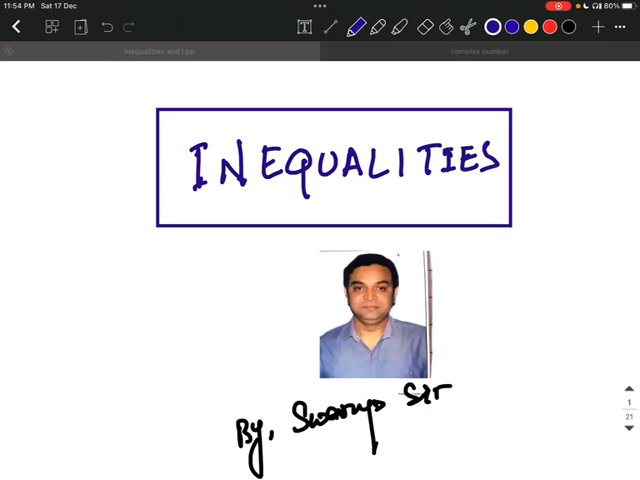 11:54 PM Sat 17 Dec
80%
inequalities and Lpp
complex number
INEQUALITIES
By, Swarup Sir
1
21